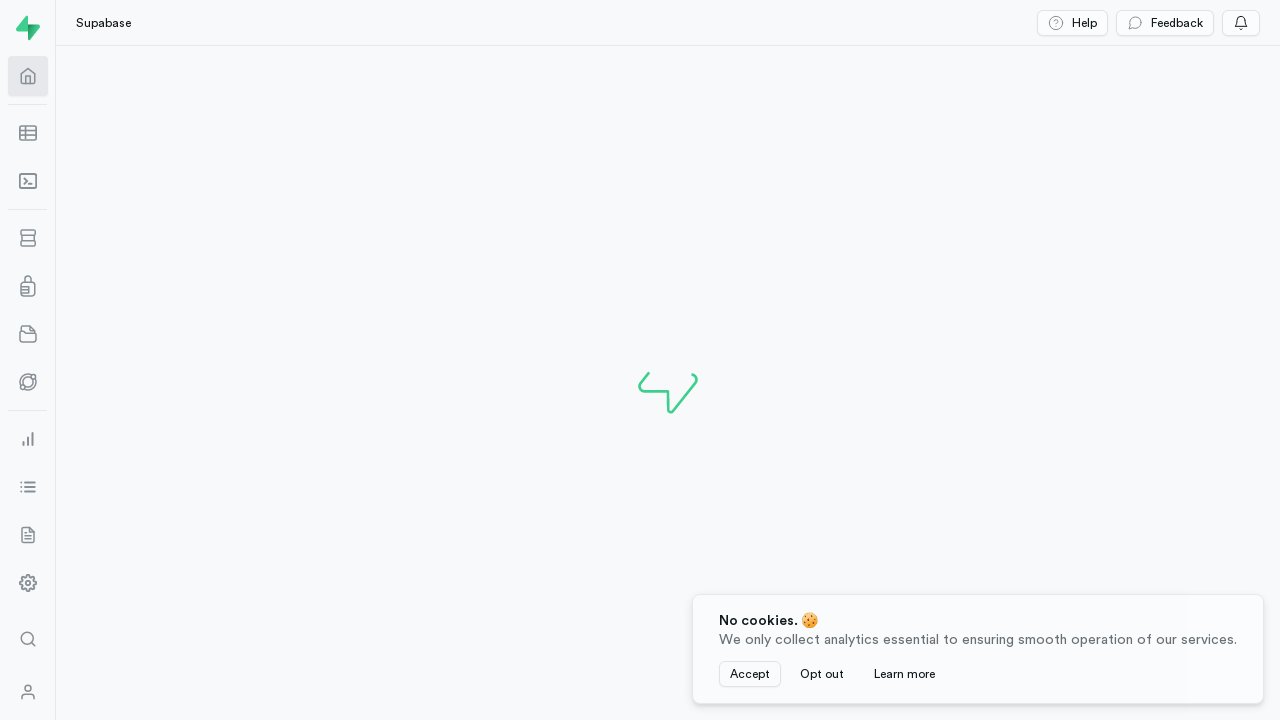 Supabase
Help
Feedback
No cookies. 🍪
We only collect analytics essential to ensuring smooth operation of our services.
Accept
Opt out
Learn more